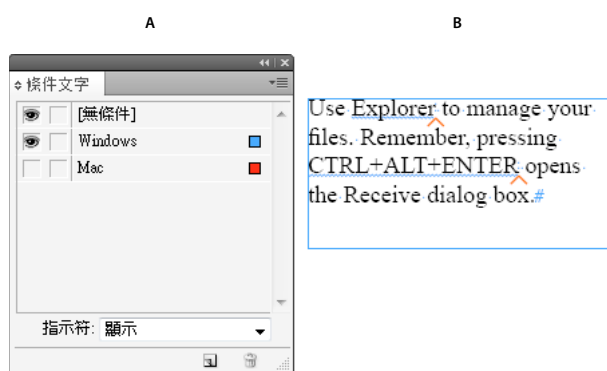 A
B
條件文字
[無條件]
Windows
Mac
指示符: 顯示
Use Explorer to manage your
files. Remember, pressing
CTRL+ALT+ENTER opens
the Receive dialog box.#